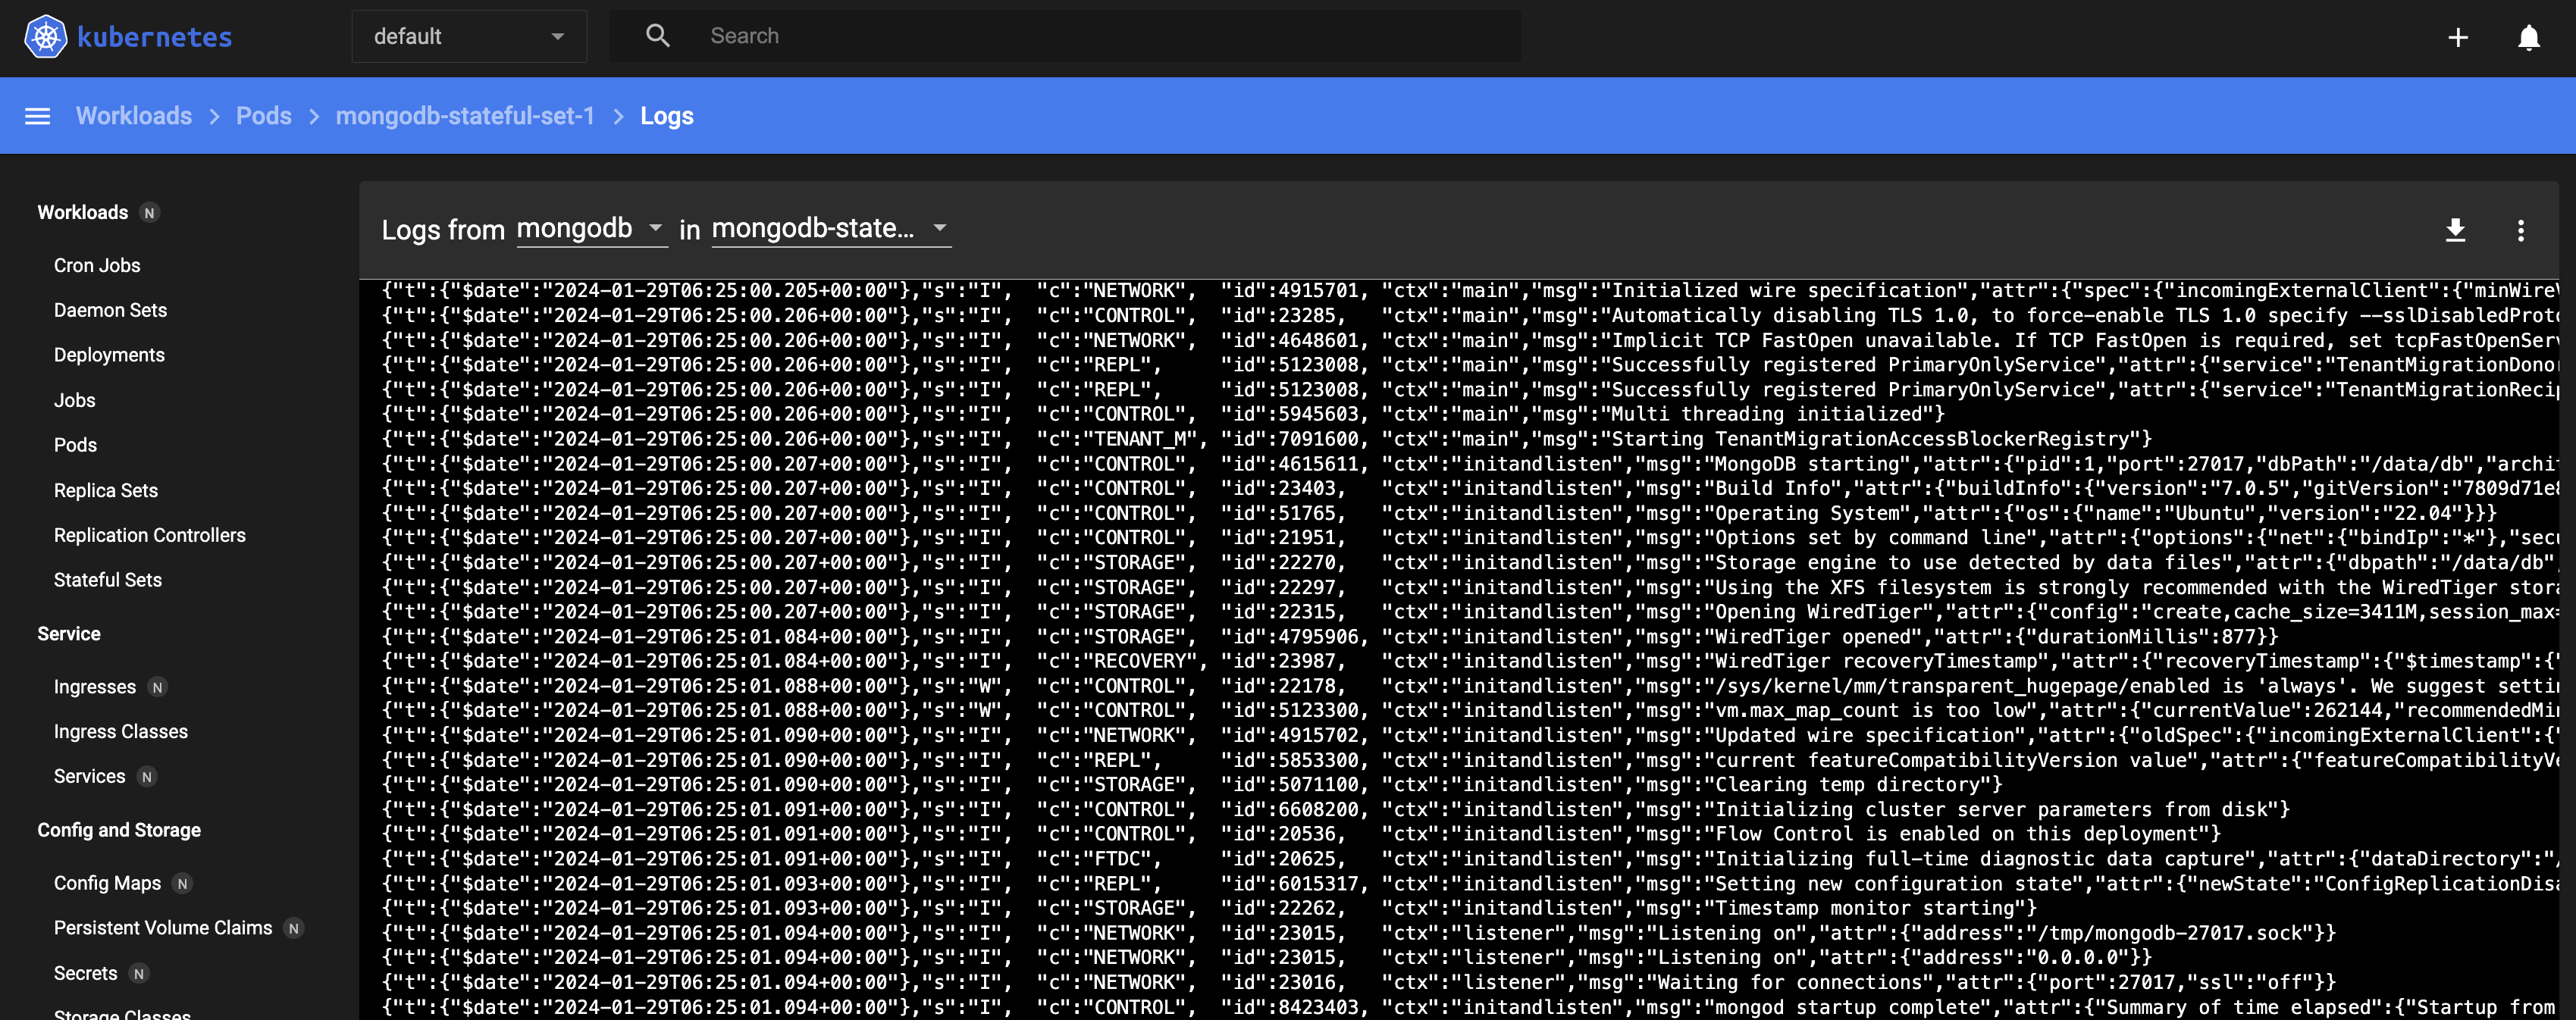 kubernetes
default
Search
Workloads > Pods > mongodb-stateful-set-1 > Logs
Workloads N
Cron Jobs
Daemon Sets
Deployments
Jobs
Pods
Replica Sets
Replication Controllers
Stateful Sets
Service
Ingresses N
Ingress Classes
Services N
Config and Storage
Config Maps N
Persistent Volume Claims N
Secrets N
Storage Classes
Logs from mongodb in mongodb-state...
{"t":{"$date":"2024-01-29T06:25:00.205+00:00"},"s":"I", "c":"NETWORK", "id":4915701, "ctx":"main","msg":"Initialized wire specification","attr":{"spec":{"incomingExternalClient":{"minWireV
{"t":{"$date":"2024-01-29T06:25:00.206+00:00"},"s":"I", "c":"CONTROL", "id":23285, "ctx":"main","msg":"Automatically disabling TLS 1.0, to force-enable TLS 1.0 specify --sslDisabledProto
{"t":{"$date":"2024-01-29T06:25:00.206+00:00"},"s":"I", "c":"NETWORK", "id":4648601, "ctx":"main","msg":"Implicit TCP FastOpen unavailable. If TCP FastOpen is required, set tcpFastOpenServ
{"t":{"$date":"2024-01-29T06:25:00.206+00:00"},"s":"I", "c":"REPL", "id":5123008, "ctx":"main","msg":"Successfully registered PrimaryOnlyService","attr":{"service":"TenantMigrationDonor
{"t":{"$date":"2024-01-29T06:25:00.206+00:00"},"s":"I", "c":"REPL", "id":5123008, "ctx":"main","msg":"Successfully registered PrimaryOnlyService","attr":{"service":"TenantMigrationRecip
{"t":{"$date":"2024-01-29T06:25:00.206+00:00"},"s":"I", "c":"CONTROL", "id":5945603, "ctx":"main","msg":"Multi threading initialized"}
{"t":{"$date":"2024-01-29T06:25:00.206+00:00"},"s":"I", "c":"TENANT_M", "id":7091600, "ctx":"main","msg":"Starting TenantMigrationAccessBlockerRegistry"}
{"t":{"$date":"2024-01-29T06:25:00.207+00:00"},"s":"I", "c":"CONTROL", "id":4615611, "ctx":"initandlisten","msg":"MongoDB starting","attr":{"pid":1,"port":27017,"dbPath":"/data/db","archit
{"t":{"$date":"2024-01-29T06:25:00.207+00:00"},"s":"I", "c":"CONTROL", "id":23403, "ctx":"initandlisten","msg":"Build Info","attr":{"buildInfo":{"version":"7.0.5","gitVersion":"7809d71e8
{"t":{"$date":"2024-01-29T06:25:00.207+00:00"},"s":"I", "c":"CONTROL", "id":51765, "ctx":"initandlisten","msg":"Operating System","attr":{"os":{"name":"Ubuntu","version":"22.04"}}}
{"t":{"$date":"2024-01-29T06:25:00.207+00:00"},"s":"I", "c":"CONTROL", "id":21951, "ctx":"initandlisten","msg":"Options set by command line","attr":{"options":{"net":{"bindIp":"*"},"secu
{"t":{"$date":"2024-01-29T06:25:00.207+00:00"},"s":"I", "c":"STORAGE", "id":22270, "ctx":"initandlisten","msg":"Storage engine to use detected by data files","attr":{"dbpath":"/data/db",
{"t":{"$date":"2024-01-29T06:25:00.207+00:00"},"s":"I", "c":"STORAGE", "id":22297, "ctx":"initandlisten","msg":"Using the XFS filesystem is strongly recommended with the WiredTiger stora
{"t":{"$date":"2024-01-29T06:25:00.207+00:00"},"s":"I", "c":"STORAGE", "id":22315, "ctx":"initandlisten","msg":"Opening WiredTiger","attr":{"config":"create,cache_size=3411M,session_max=
{"t":{"$date":"2024-01-29T06:25:01.084+00:00"},"s":"I", "c":"STORAGE", "id":4795906, "ctx":"initandlisten","msg":"WiredTiger opened","attr":{"durationMillis":877}}
{"t":{"$date":"2024-01-29T06:25:01.084+00:00"},"s":"I", "c":"RECOVERY", "id":23987, "ctx":"initandlisten","msg":"WiredTiger recoveryTimestamp","attr":{"recoveryTimestamp":{"$timestamp":{"
{"t":{"$date":"2024-01-29T06:25:01.088+00:00"},"s":"W", "c":"CONTROL", "id":22178, "ctx":"initandlisten","msg":"/sys/kernel/mm/transparent_hugepage/enabled is 'always'. We suggest settin
{"t":{"$date":"2024-01-29T06:25:01.088+00:00"},"s":"W", "c":"CONTROL", "id":5123300, "ctx":"initandlisten","msg":"vm.max_map_count is too low","attr":{"currentValue":262144,"recommendedMin
{"t":{"$date":"2024-01-29T06:25:01.090+00:00"},"s":"I", "c":"NETWORK", "id":4915702, "ctx":"initandlisten","msg":"Updated wire specification","attr":{"oldSpec":{"incomingExternalClient":{"
{"t":{"$date":"2024-01-29T06:25:01.090+00:00"},"s":"I", "c":"REPL", "id":5853300, "ctx":"initandlisten","msg":"current featureCompatibilityVersion value","attr":{"featureCompatibilityVe
{"t":{"$date":"2024-01-29T06:25:01.090+00:00"},"s":"I", "c":"STORAGE", "id":5071100, "ctx":"initandlisten","msg":"Clearing temp directory"}
{"t":{"$date":"2024-01-29T06:25:01.091+00:00"},"s":"I", "c":"CONTROL", "id":6608200, "ctx":"initandlisten","msg":"Initializing cluster server parameters from disk"}
{"t":{"$date":"2024-01-29T06:25:01.091+00:00"},"s":"I", "c":"CONTROL", "id":20536, "ctx":"initandlisten","msg":"Flow Control is enabled on this deployment"}
{"t":{"$date":"2024-01-29T06:25:01.091+00:00"},"s":"I", "c":"FTDC", "id":20625, "ctx":"initandlisten","msg":"Initializing full-time diagnostic data capture","attr":{"dataDirectory":"/
{"t":{"$date":"2024-01-29T06:25:01.093+00:00"},"s":"I", "c":"REPL", "id":6015317, "ctx":"initandlisten","msg":"Setting new configuration state","attr":{"newState":"ConfigReplicationDisa
{"t":{"$date":"2024-01-29T06:25:01.093+00:00"},"s":"I", "c":"STORAGE", "id":22262, "ctx":"initandlisten","msg":"Timestamp monitor starting"}
{"t":{"$date":"2024-01-29T06:25:01.094+00:00"},"s":"I", "c":"NETWORK", "id":23015, "ctx":"listener","msg":"Listening on","attr":{"address":"/tmp/mongodb-27017.sock"}}
{"t":{"$date":"2024-01-29T06:25:01.094+00:00"},"s":"I", "c":"NETWORK", "id":23015, "ctx":"listener","msg":"Listening on","attr":{"address":"0.0.0.0"}}
{"t":{"$date":"2024-01-29T06:25:01.094+00:00"},"s":"I", "c":"NETWORK", "id":23016, "ctx":"listener","msg":"Waiting for connections","attr":{"port":27017,"ssl":"off"}}
{"t":{"$date":"2024-01-29T06:25:01.094+00:00"},"s":"I", "c":"CONTROL", "id":8423403, "ctx":"initandlisten","msg":"mongod startup complete","attr":{"Summary of time elapsed":{"Startup from